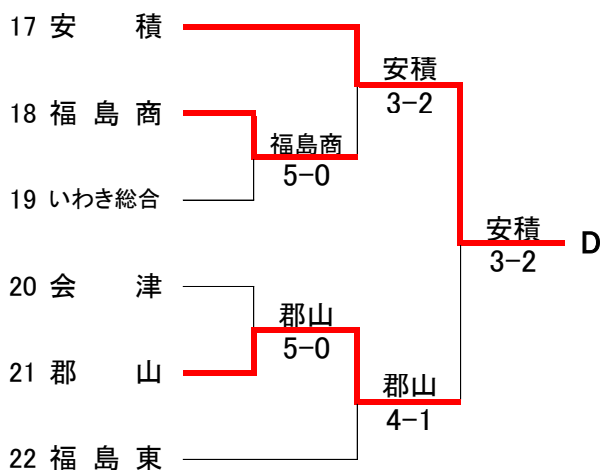 17 安積
安積
3-2
18 福島商
福島商
5-0
19 いわき総合
安積
3-2
D
20 会津
郡山
5-0
21 郡山
郡山
4-1
22 福島東